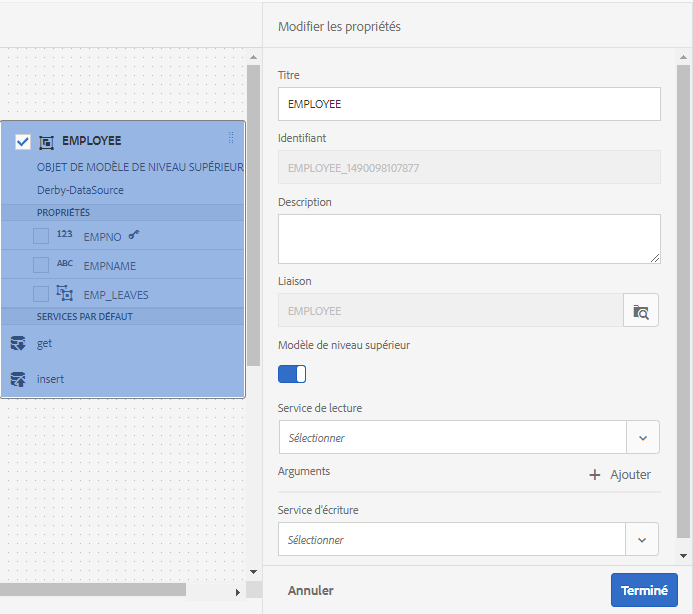 Modifier les propriétés
EMPLOYEE
OBJET DE MODÈLE DE NIVEAU SUPÉRIEUR
Derby-DataSource
PROPRIÉTÉS
123 EMPNO
ABC EMPNAME
EMP_LEAVES
SERVICES PAR DÉFAUT
get
insert
Titre
EMPLOYEE
Identifiant
EMPLOYEE_1490098107877
Description
Liaison
EMPLOYEE
Modèle de niveau supérieur
Service de lecture
Sélectionner
Arguments + Ajouter
Service d'écriture
Sélectionner
Annuler Terminé